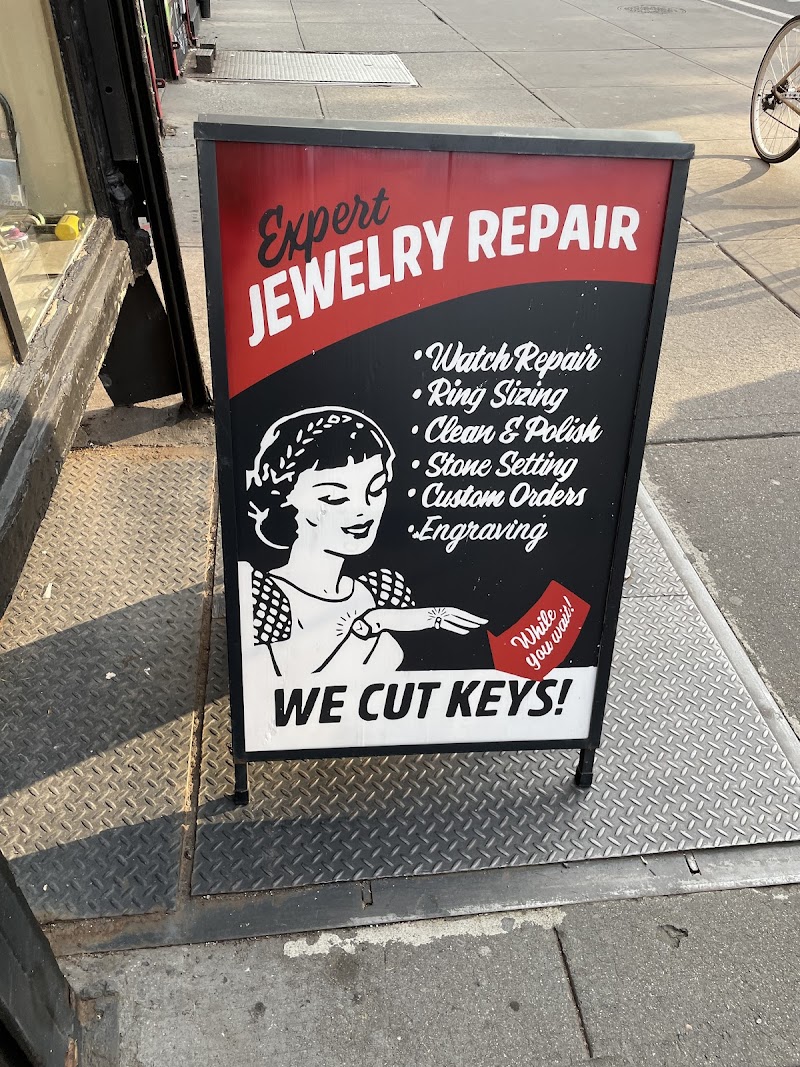 Expert
JEWELRY REPAIR
• Watch Repair
• Ring Sizing
• Clean & Polish
• Stone Setting
• Custom Orders
• Engraving
While
you wait!
WE CUT KEYS!